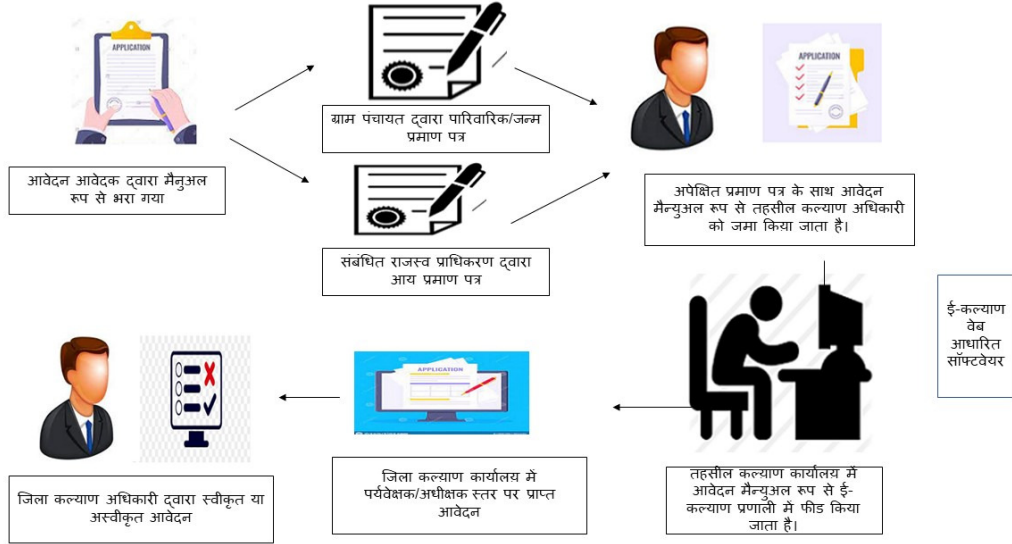 APPLICATION
आवेदन आवेदक द्वारा मैनुअल
रूप से भरा गया
ग्राम पंचायत द्वारा पारिवारिक/जन्म
प्रमाण पत्र
संबंधित राजस्व प्राधिकरण द्वारा
आय प्रमाण पत्र
APPLICATION
अपेक्षित प्रमाण पत्र के साथ आवेदन
मैन्युअल रूप से तहसील कल्याण अधिकारी
को जमा किया जाता है।
ई-कल्याण
वेब
आधारित
सॉफ्टवेयर
तहसील कल्याण कार्यालय में
आवेदन मैन्युअल रूप से ई-
कल्याण प्रणाली में फीड किया
जाता है।
APPLICATION
जिला कल्याण कार्यालय में
पर्यवेक्षक/अधीक्षक स्तर पर प्राप्त
आवेदन
जिला कल्याण अधिकारी द्वारा स्वीकृत या
अस्वीकृत आवेदन